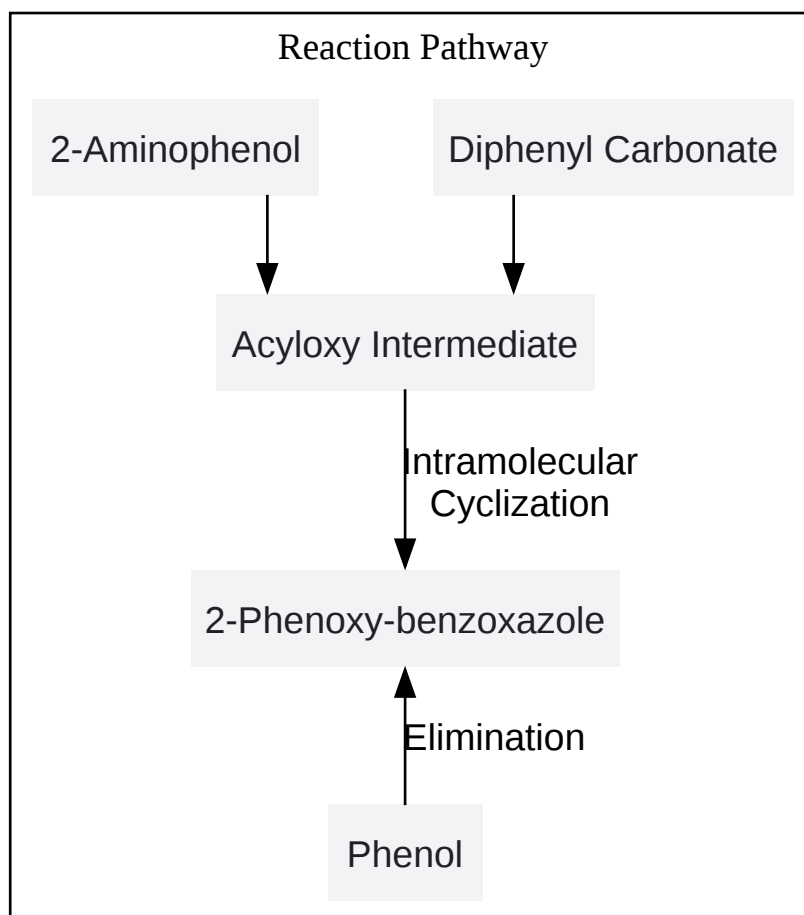 Reaction Pathway
2-Aminophenol
Diphenyl Carbonate
Acyloxy Intermediate
Intramolecular
Cyclization
2-Phenoxy-benzoxazole
Elimination
Phenol